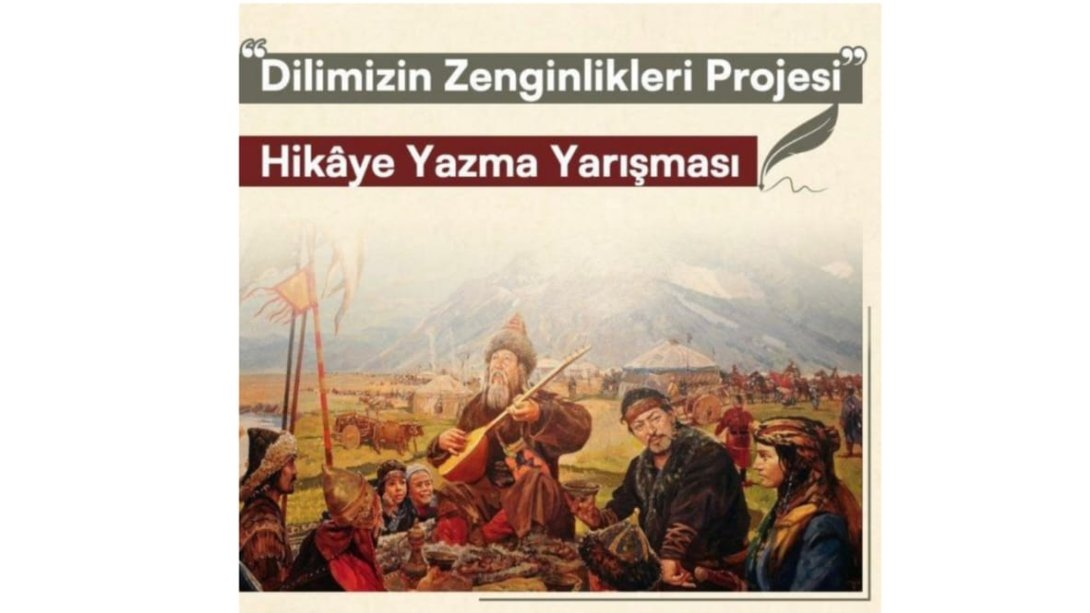 “Dilimizin Zenginlikleri Projesi”
Hikâye Yazma Yarışması